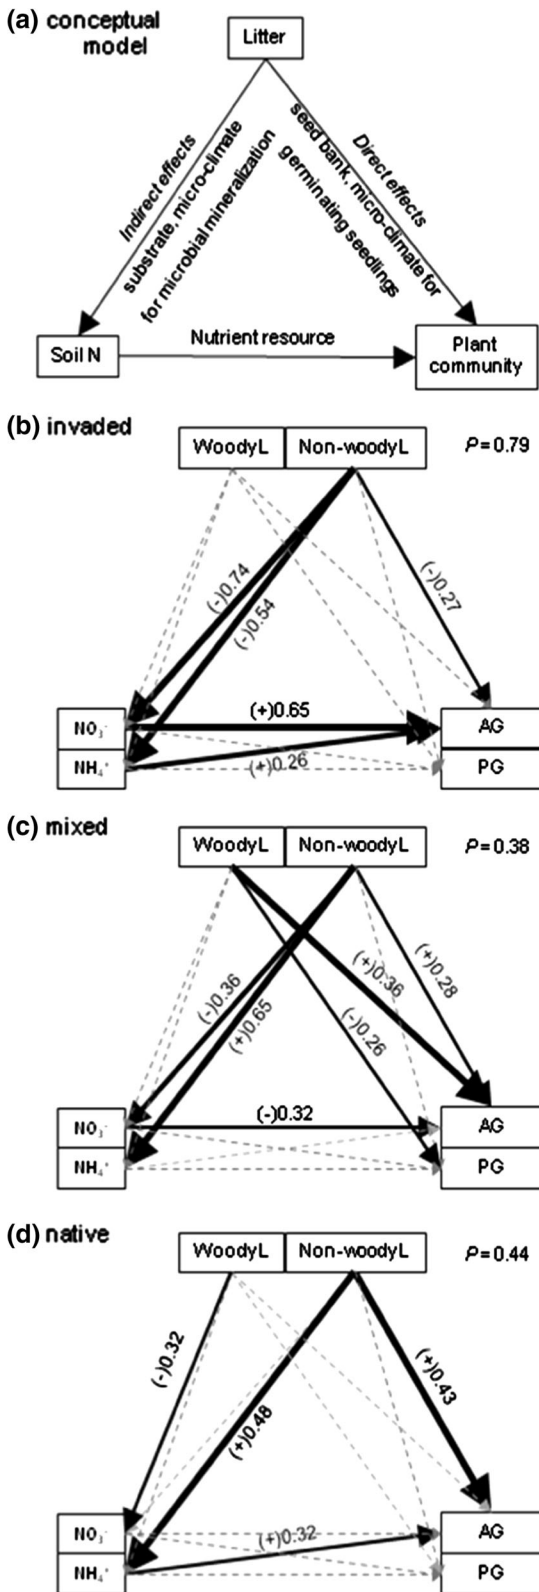 (a) conceptual
model
Litter
Indirect effects
substrate, micro-climate
for microbial mineralization
Direct effects
seed bank, micro-climate for
germinating seedlings
Soil N
Nutrient resource
Plant
community
(b) invaded
WoodyL Non-woodyL P = 0.79
(-)0.74
(-)0.54
(-)0.27
(+)0.65
NO₃⁻ AG
NH₄⁺ PG
(+)0.26
(c) mixed
WoodyL Non-woodyL P = 0.38
(-)0.36
(+)0.65
(+)0.36
(+)0.28
(-)0.26
(-)0.32
NO₃⁻ AG
NH₄⁺ PG
(d) native
WoodyL Non-woodyL P = 0.44
(-)0.32
(+)0.48
(+)0.43
NO₃⁻ AG
(+)0.32
NH₄⁺ PG